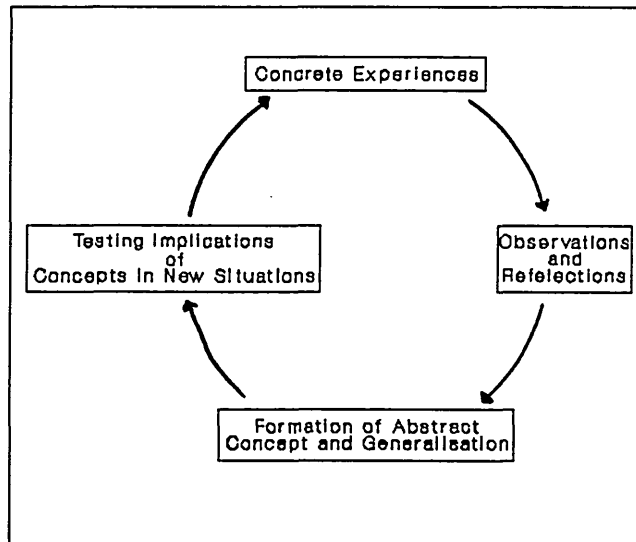 Concrete Experiences
Observations
and
Refelections
Formation of Abstract
Concept and Generalisation
Testing Implications
of
Concepts in New Situations